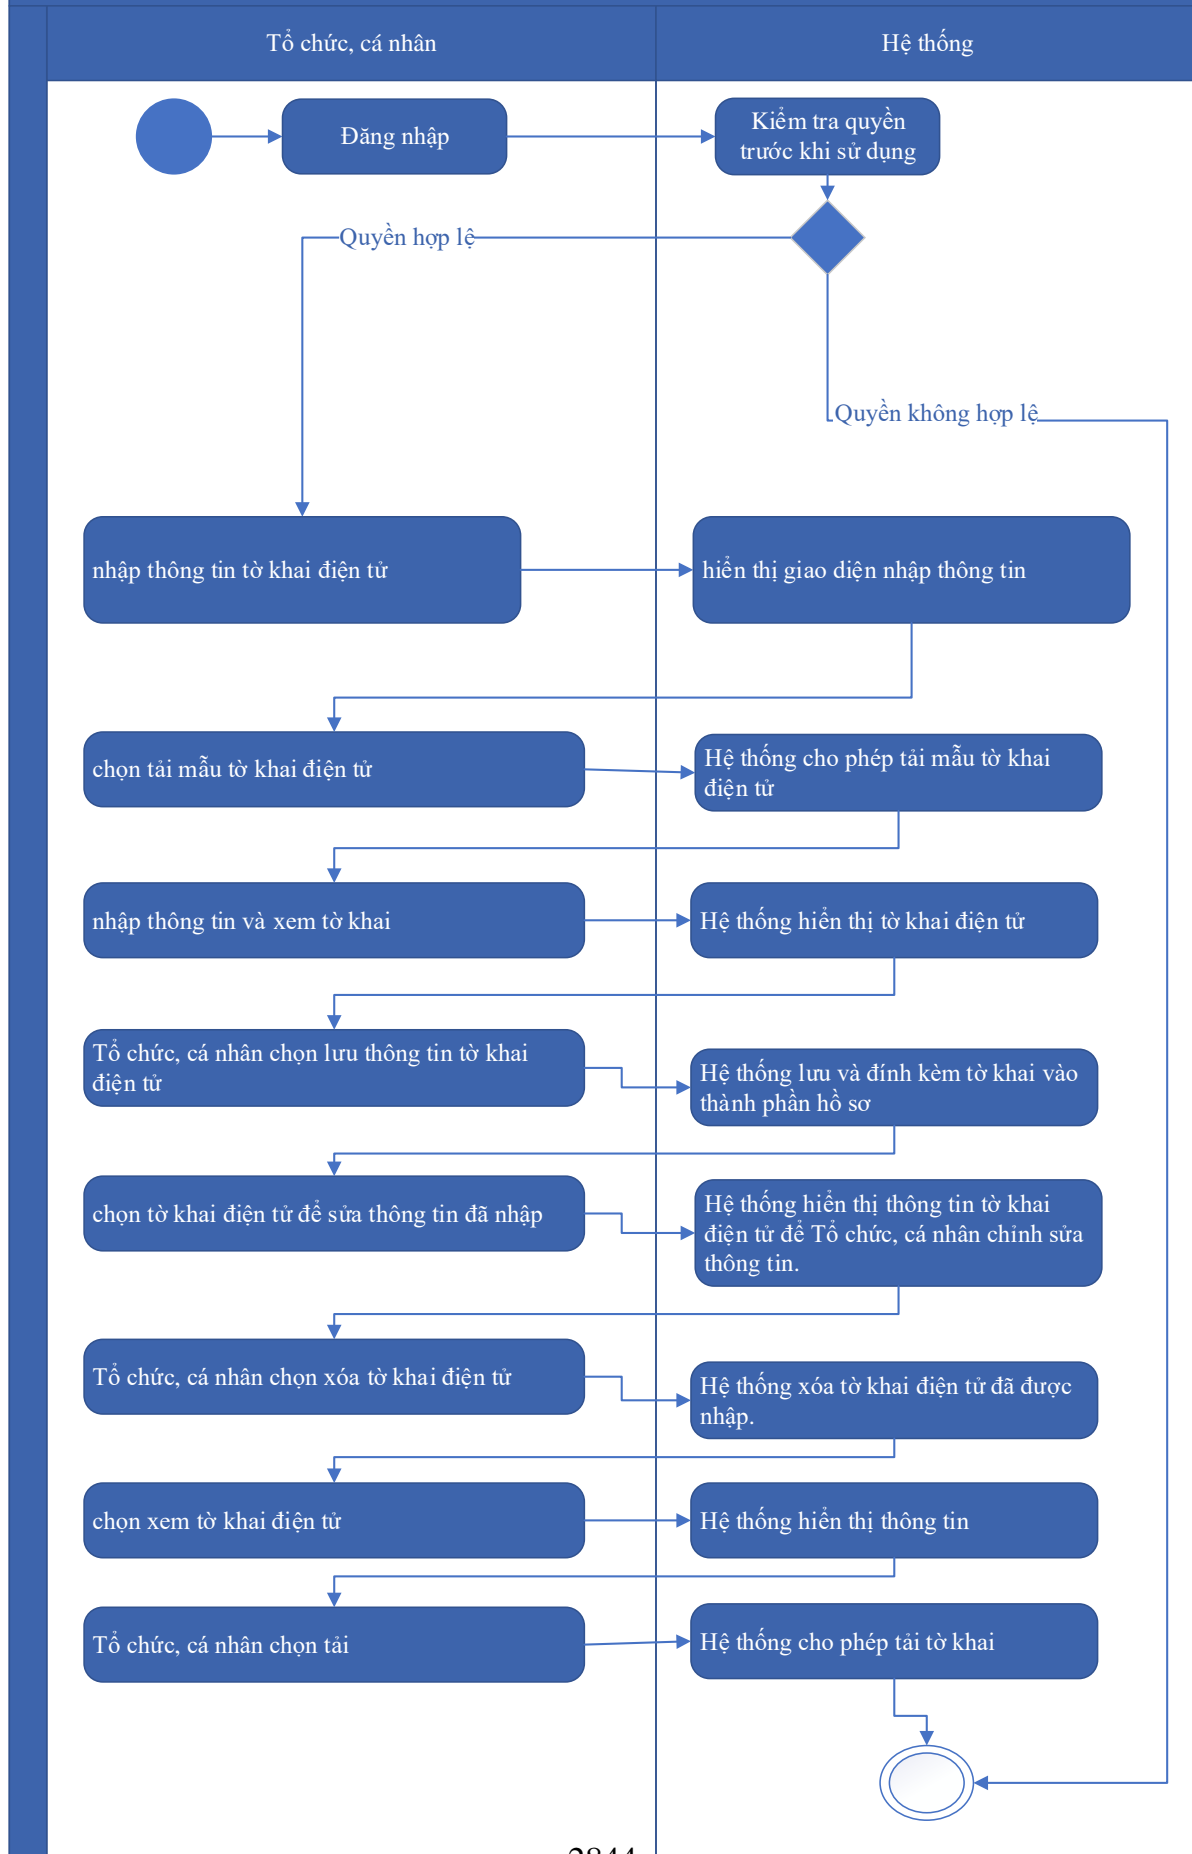 Tổ chức, cá nhân
Hệ thống
Đăng nhập
Kiểm tra quyền
trước khi sử dụng
Quyền hợp lệ
Quyền không hợp lệ
nhập thông tin tờ khai điện tử
hiển thị giao diện nhập thông tin
chọn tải mẫu tờ khai điện tử
Hệ thống cho phép tải mẫu tờ khai
điện tử
nhập thông tin và xem tờ khai
Hệ thống hiển thị tờ khai điện tử
Tổ chức, cá nhân chọn lưu thông tin tờ khai
điện tử
Hệ thống lưu và đính kèm tờ khai vào
thành phần hồ sơ
chọn tờ khai điện tử để sửa thông tin đã nhập
Hệ thống hiển thị thông tin tờ khai
điện tử để Tổ chức, cá nhân chỉnh sửa
thông tin.
Tổ chức, cá nhân chọn xóa tờ khai điện tử
Hệ thống xóa tờ khai điện tử đã được
nhập.
chọn xem tờ khai điện tử
Hệ thống hiển thị thông tin
Tổ chức, cá nhân chọn tải
Hệ thống cho phép tải tờ khai
2844